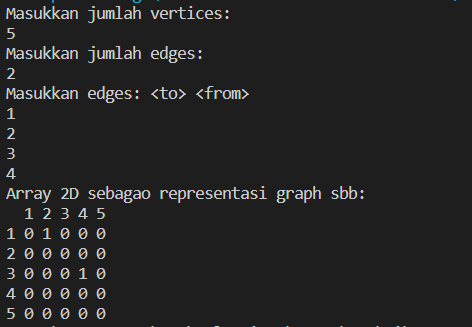 Masukkan jumlah vertices:
5
Masukkan jumlah edges:
2
Masukkan edges: <to> <from>
1
2
3
4
Array 2D sebagao representasi graph sbb:
  1 2 3 4 5
1 0 1 0 0 0
2 0 0 0 0 0
3 0 0 0 1 0
4 0 0 0 0 0
5 0 0 0 0 0